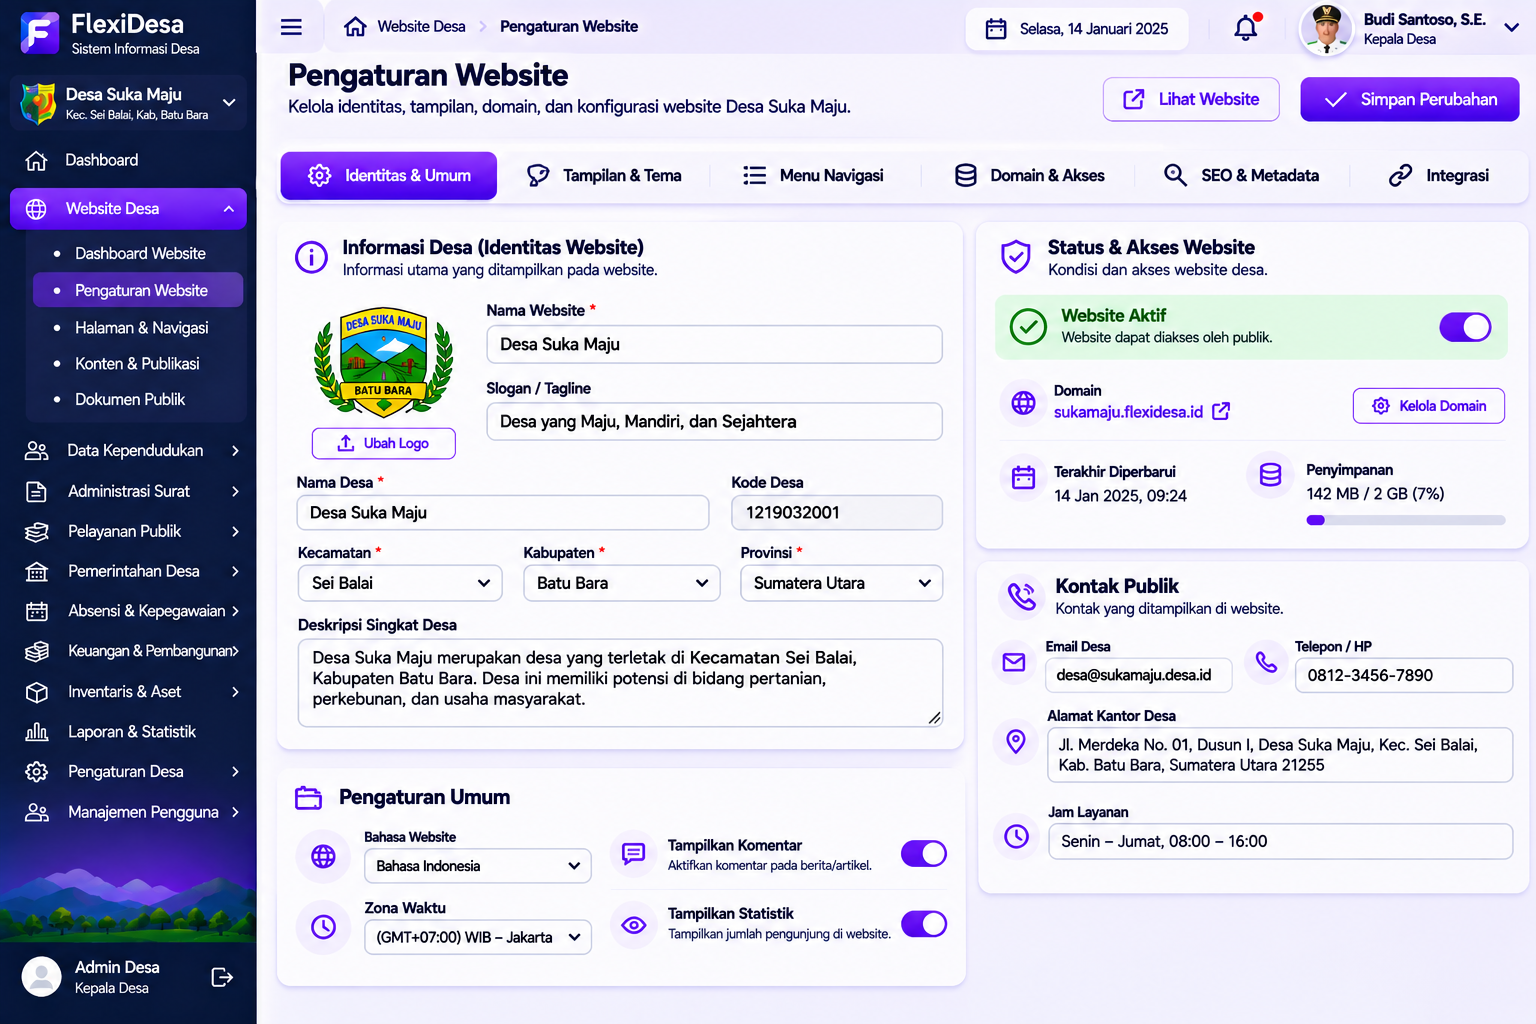 FlexiDesa
Sistem Informasi Desa
Desa Suka Maju
Kec. Sei Balai, Kab, Batu Bara
Dashboard
Website Desa
Dashboard Website
Pengaturan Website
Halaman & Navigasi
Konten & Publikasi
Dokumen Publik
Data Kependudukan
Administrasi Surat
Pelayanan Publik
Pemerintahan Desa
Absensi & Kepegawaian
Keuangan & Pembangunan
Inventaris & Aset
Laporan & Statistik
Pengaturan Desa
Manajemen Pengguna
Admin Desa
Kepala Desa
Website Desa
Pengaturan Website
Selasa, 14 Januari 2025
Budi Santoso, S.E.
Kepala Desa
Pengaturan Website
Kelola identitas, tampilan, domain, dan konfigurasi website Desa Suka Maju.
Lihat Website
Simpan Perubahan
Identitas & Umum
Tampilan & Tema
Menu Navigasi
Domain & Akses
SEO & Metadata
Integrasi
Informasi Desa (Identitas Website)
Informasi utama yang ditampilkan pada website.
DESA SUKA MAJU
BATU BARA
Ubah Logo
Nama Website *
Desa Suka Maju
Slogan / Tagline
Desa yang Maju, Mandiri, dan Sejahtera
Nama Desa *
Desa Suka Maju
Kode Desa
1219032001
Kecamatan *
Sei Balai
Kabupaten *
Batu Bara
Provinsi *
Sumatera Utara
Deskripsi Singkat Desa
Desa Suka Maju merupakan desa yang terletak di Kecamatan Sei Balai,
Kabupaten Batu Bara. Desa ini memiliki potensi di bidang pertanian,
perkebunan, dan usaha masyarakat.
Pengaturan Umum
Bahasa Website
Bahasa Indonesia
Zona Waktu
(GMT+07:00) WIB – Jakarta
Tampilkan Komentar
Aktifkan komentar pada berita/artikel.
Tampilkan Statistik
Tampilkan jumlah pengunjung di website.
Status & Akses Website
Kondisi dan akses website desa.
Website Aktif
Website dapat diakses oleh publik.
Domain
sukamaju.flexidesa.id
Kelola Domain
Terakhir Diperbarui
14 Jan 2025, 09:24
Penyimpanan
142 MB / 2 GB (7%)
Kontak Publik
Kontak yang ditampilkan di website.
Email Desa
desa@sukamaju.desa.id
Telepon / HP
0812-3456-7890
Alamat Kantor Desa
Jl. Merdeka No. 01, Dusun I, Desa Suka Maju, Kec. Sei Balai,
Kab. Batu Bara, Sumatera Utara 21255
Jam Layanan
Senin – Jumat, 08:00 – 16:00